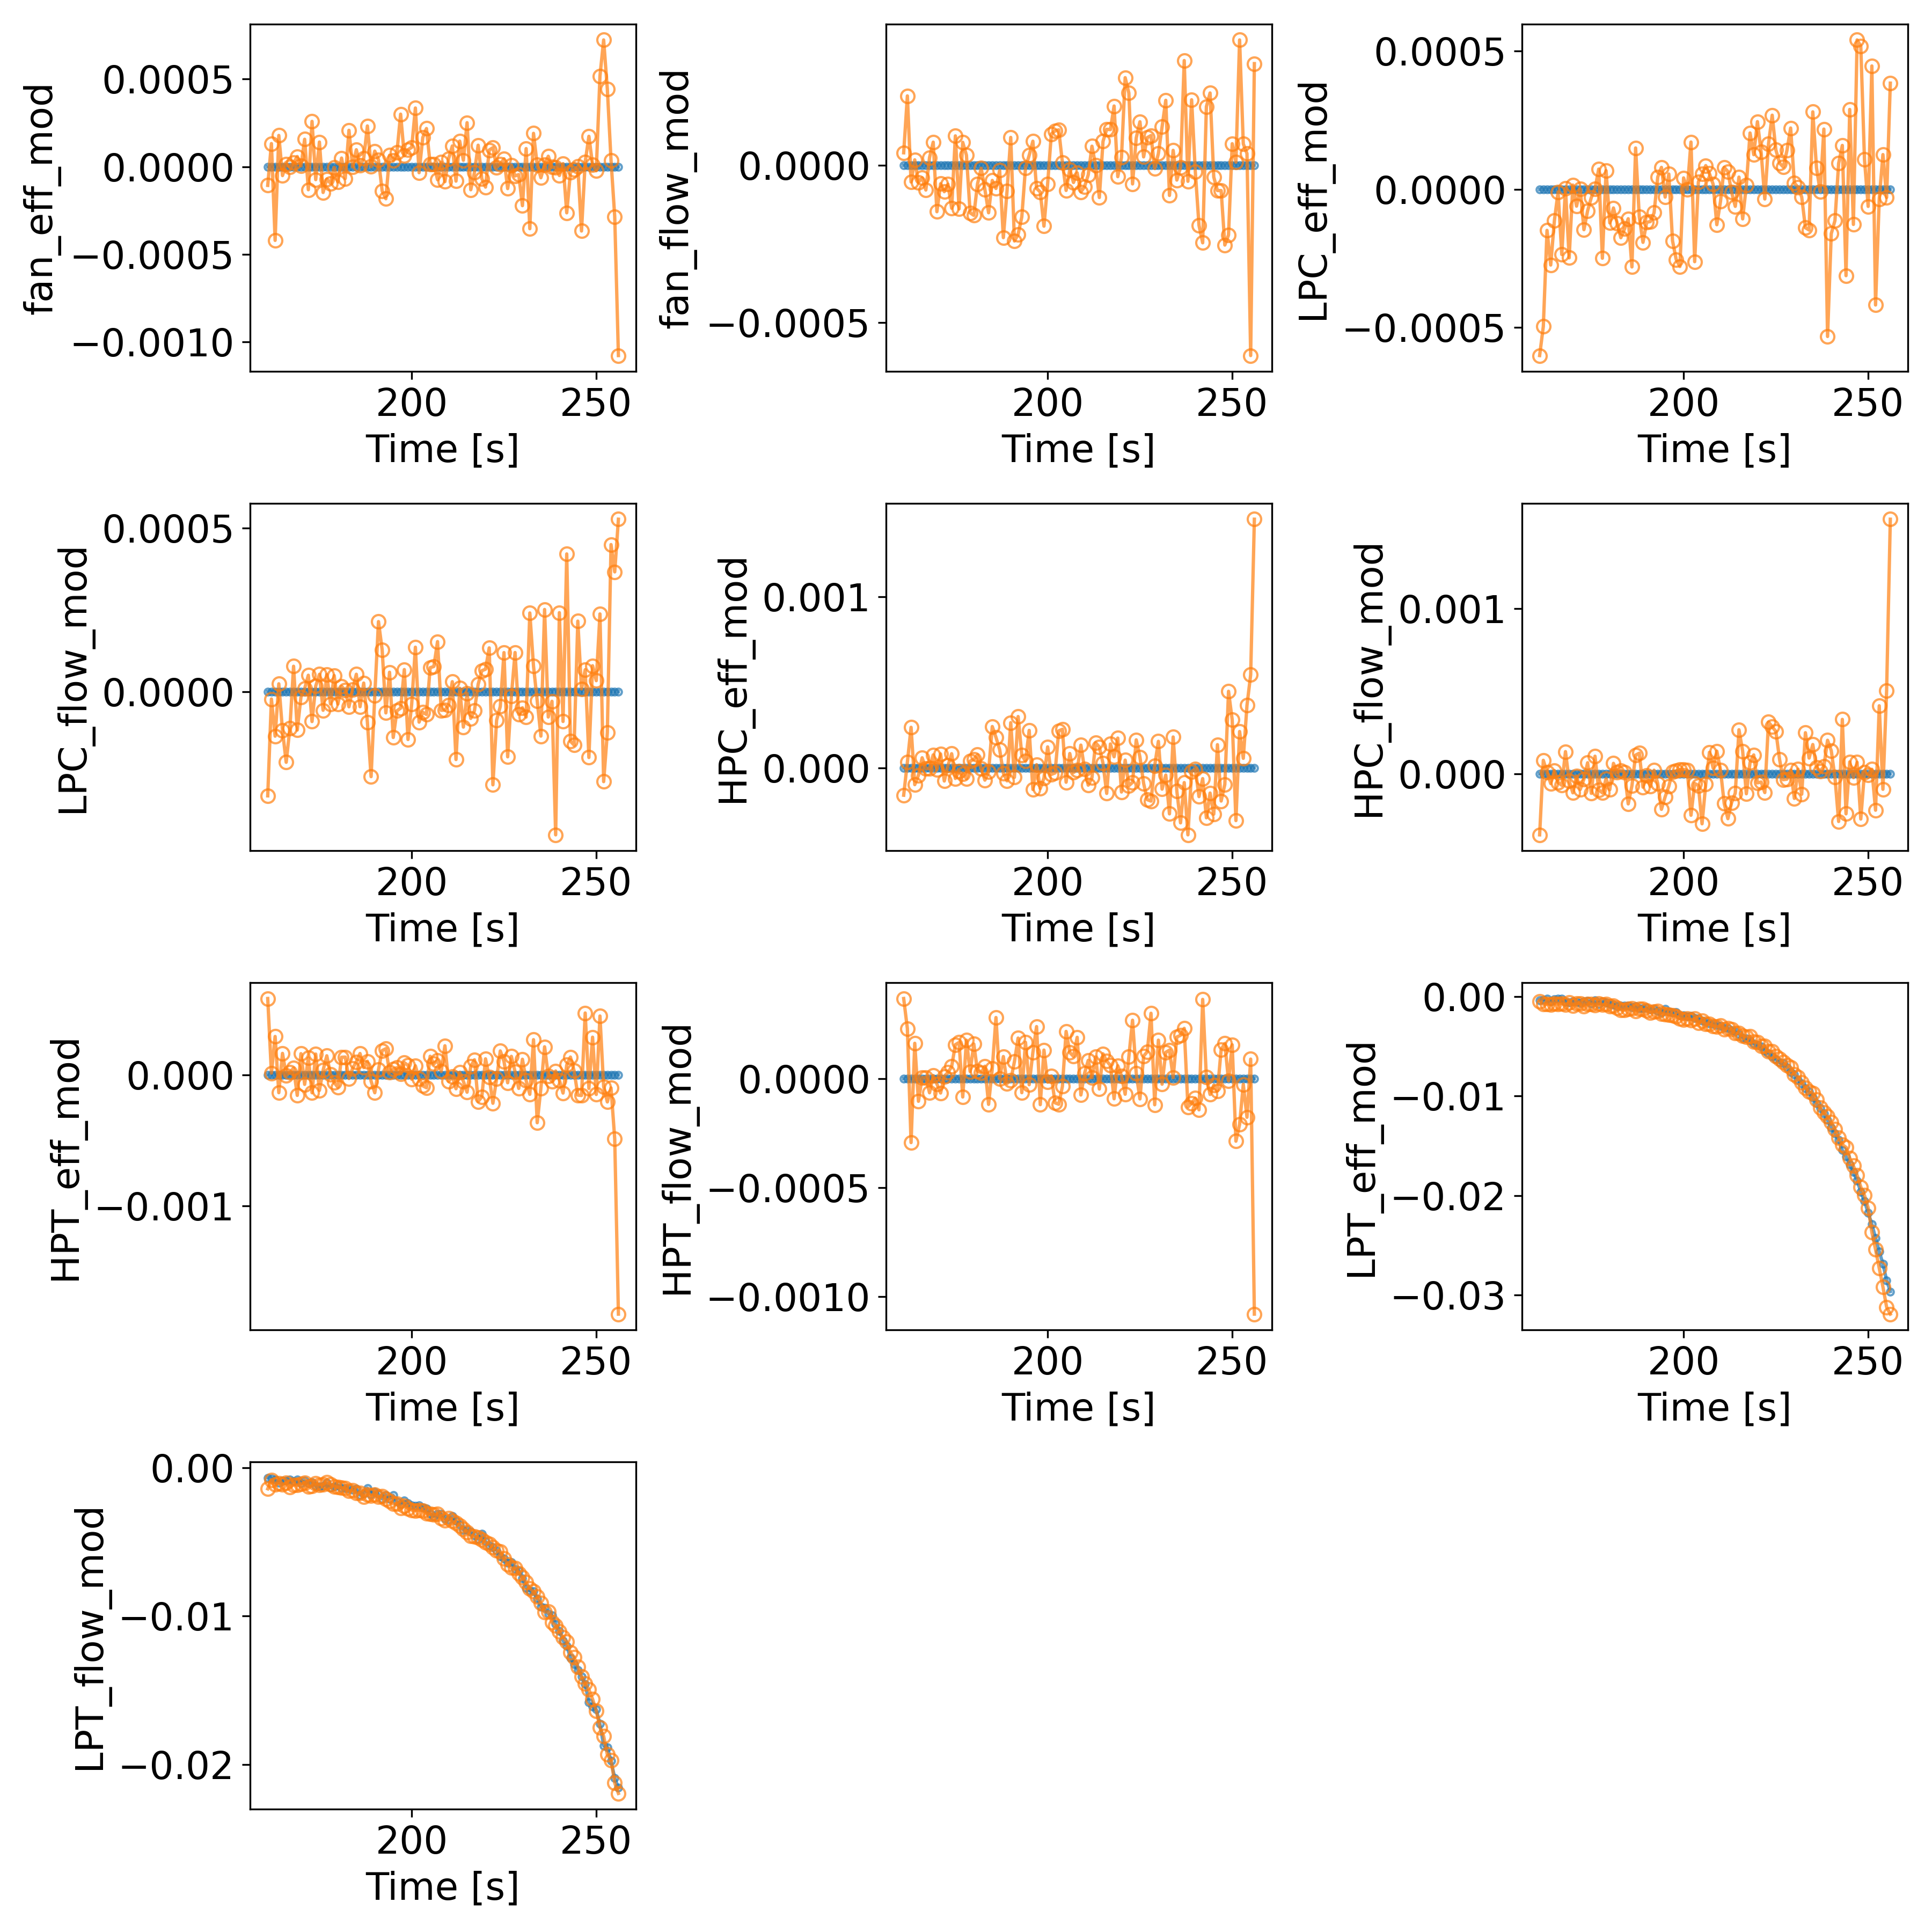 fan_eff_mod
0.0005
0.0000
−0.0005
−0.0010
200 250
Time [s]
fan_flow_mod
0.0000
−0.0005
200 250
Time [s]
LPC_eff_mod
0.0005
0.0000
−0.0005
200 250
Time [s]
LPC_flow_mod
0.0005
0.0000
200 250
Time [s]
HPC_eff_mod
0.001
0.000
200 250
Time [s]
HPC_flow_mod
0.001
0.000
200 250
Time [s]
HPT_eff_mod
0.000
−0.001
200 250
Time [s]
HPT_flow_mod
0.0000
−0.0005
−0.0010
200 250
Time [s]
LPT_eff_mod
0.00
−0.01
−0.02
−0.03
200 250
Time [s]
LPT_flow_mod
0.00
−0.01
−0.02
200 250
Time [s]